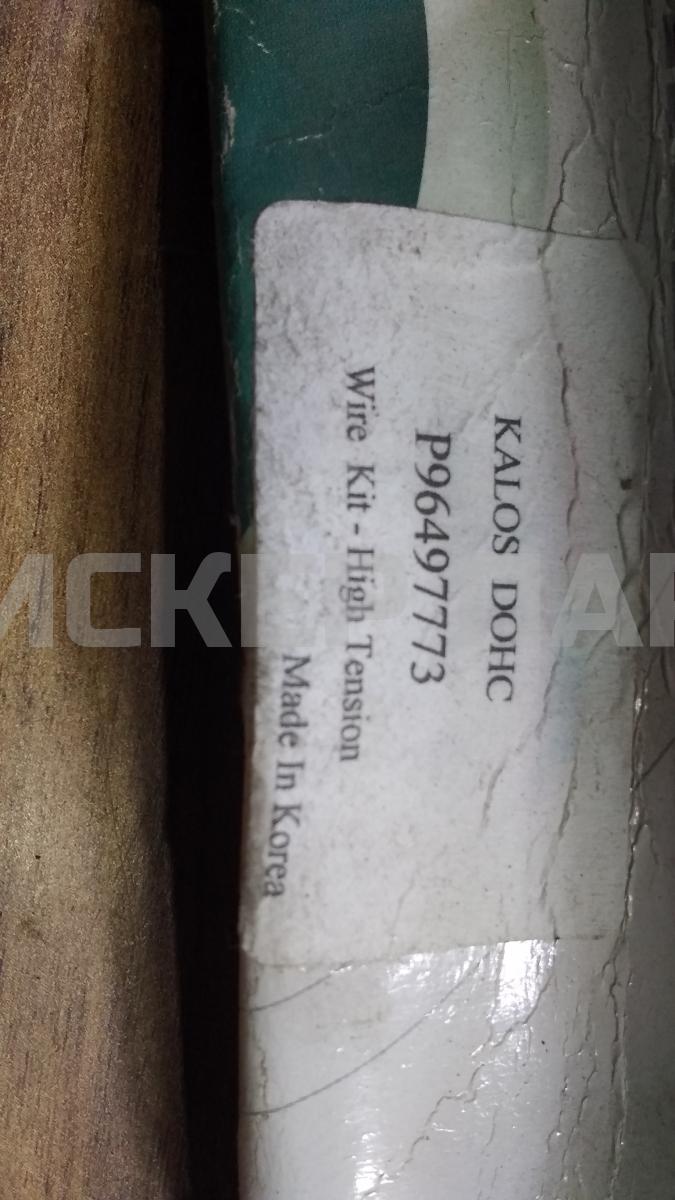 KALOS DOHC
P96497773
Wire Kit - High Tension
Made In Korea